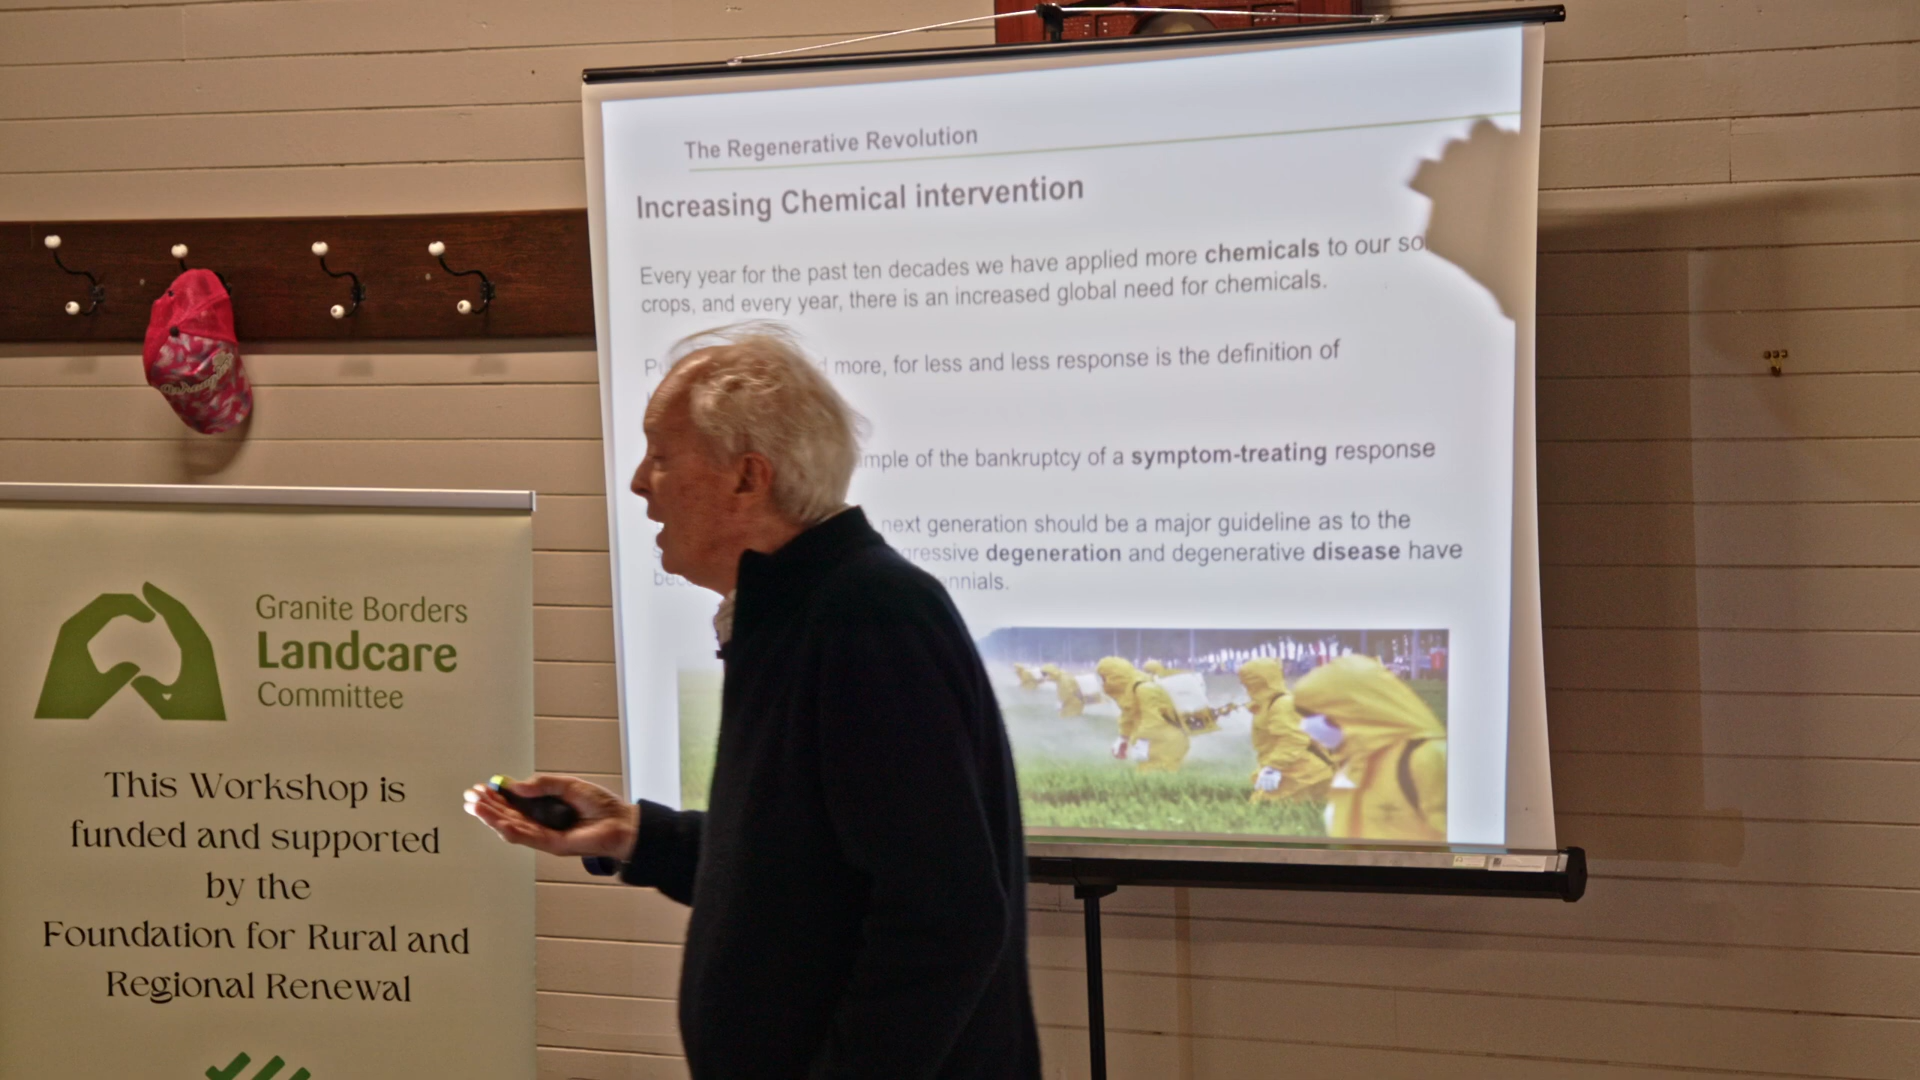 The Regenerative Revolution
Increasing Chemical intervention
Every year for the past ten decades we have applied more chemicals to our
crops, and every year, there is an increased global need for chemicals.
more, for less and less response is the definition of
of the bankruptcy of a symptom-treating response
next generation should be a major guideline as to the
degeneration and degenerative disease have
Granite Borders
Landcare
Committee
This Workshop is
funded and supported
by the
Foundation for Rural and
Regional Renewal